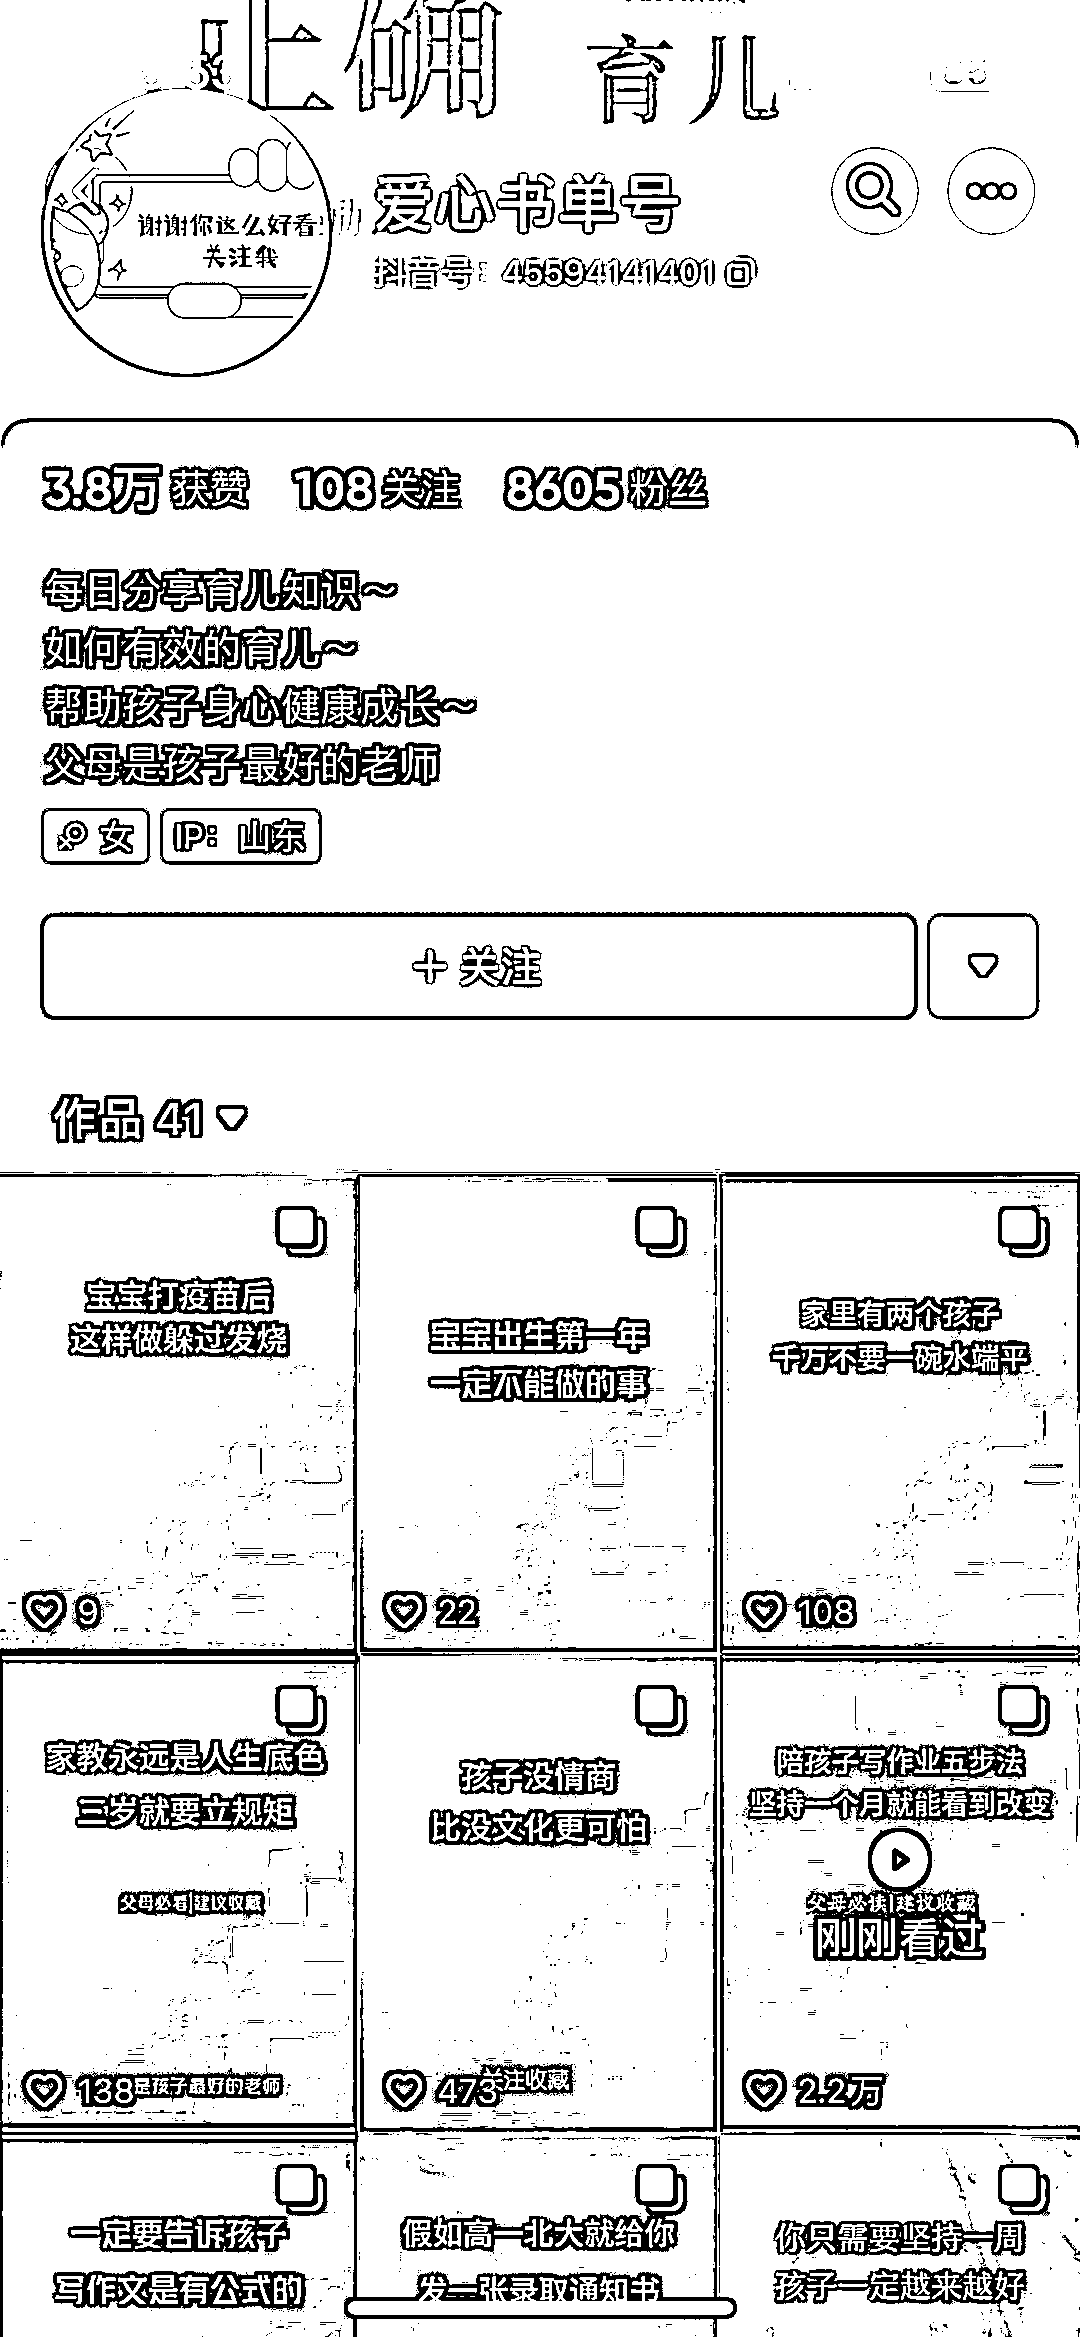 正确 育儿
谢谢你这么好看
关注我
爱心书单号
抖音号：45594141401
3.8万 获赞 108 关注 8605 粉丝
每日分享育儿知识～
如何有效的育儿～
帮助孩子身心健康成长～
父母是孩子最好的老师
女 IP：山东
＋ 关注
作品 41
宝宝打疫苗后
这样做躲过发烧
9
宝宝出生第一年
一定不能做的事
22
家里有两个孩子
千万不要一碗水端平
108
家教永远是人生底色
三岁就要立规矩
父母必看|建议收藏
138
是孩子最好的老师
孩子没情商
比没文化更可怕
关注收藏
473
陪孩子写作业五步法
坚持一个月就能看到改变
父母必读|建议收藏
刚刚看过
2.2万
一定要告诉孩子
写作文是有公式的
假如高一北大就给你
发一张录取通知书
你只需要坚持一周
孩子一定越来越好